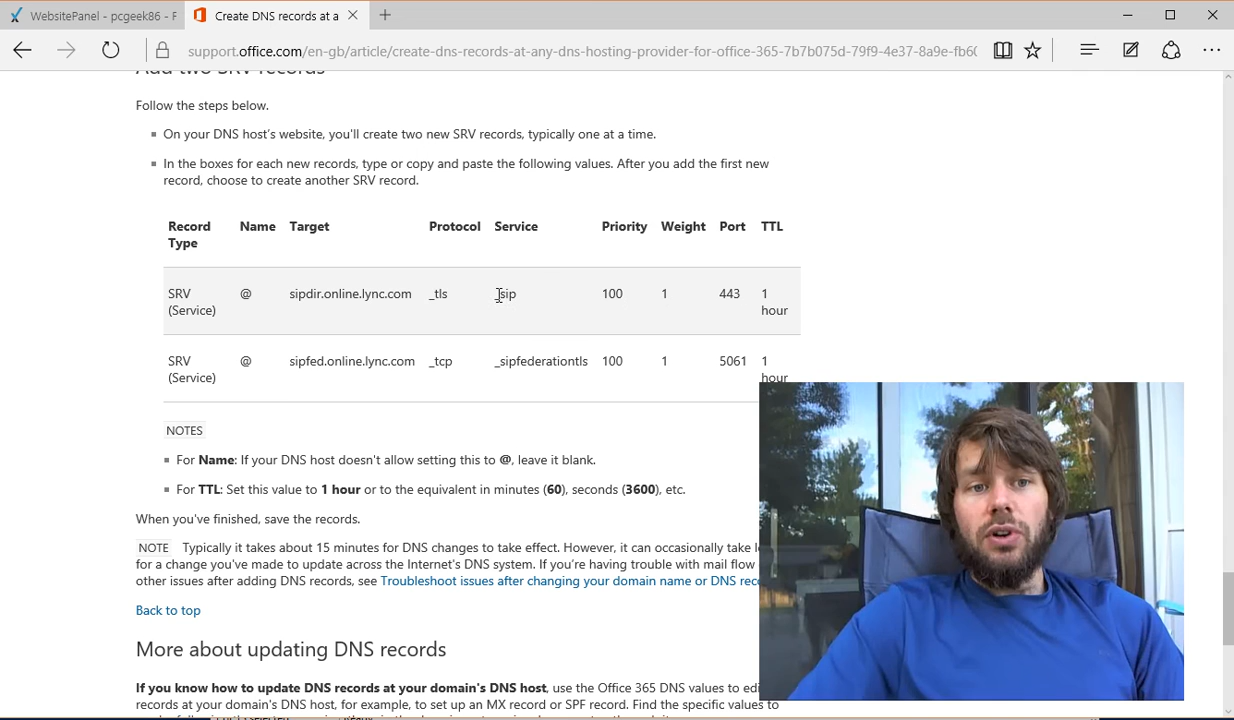 WebsitePanel - pcgeek86 - F
Create DNS records at a
support.office.com/en-gb/article/create-dns-records-at-any-dns-hosting-provider-for-office-365-7b7b075d-79f9-4e37-8a9e-fb60
Add two SRV records
Follow the steps below.
On your DNS host's website, you'll create two new SRV records, typically one at a time.
In the boxes for each new records, type or copy and paste the following values. After you add the first new
record, choose to create another SRV record.
Record Type Name Target Protocol Service Priority Weight Port TTL
SRV (Service) @ sipdir.online.lync.com _tls _sip 100 1 443 1 hour
SRV (Service) @ sipfed.online.lync.com _tcp _sipfederationtls 100 1 5061 1 hour
NOTES
For Name: If your DNS host doesn't allow setting this to @, leave it blank.
For TTL: Set this value to 1 hour or to the equivalent in minutes (60), seconds (3600), etc.
When you've finished, save the records.
NOTE Typically it takes about 15 minutes for DNS changes to take effect. However, it can occasionally take
for a change you've made to update across the Internet's DNS system. If you're having trouble with mail flow
other issues after adding DNS records, see Troubleshoot issues after changing your domain name or DNS
Back to top
More about updating DNS records
If you know how to update DNS records at your domain's DNS host, use the Office 365 DNS values to
records at your domain's DNS host, for example, to set up an MX record or SPF record. Find the specific values to